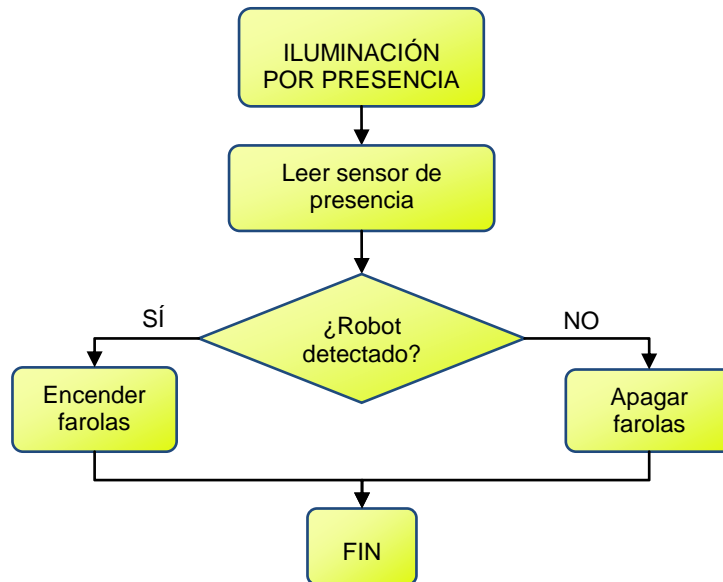 ILUMINACIÓN
POR PRESENCIA
Leer sensor de
presencia
SÍ
¿Robot
detectado?
NO
Encender
farolas
Apagar
farolas
FIN